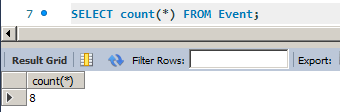 7 SELECT count(*) FROM Event;
Result Grid Filter Rows: Export:
count(*)
8